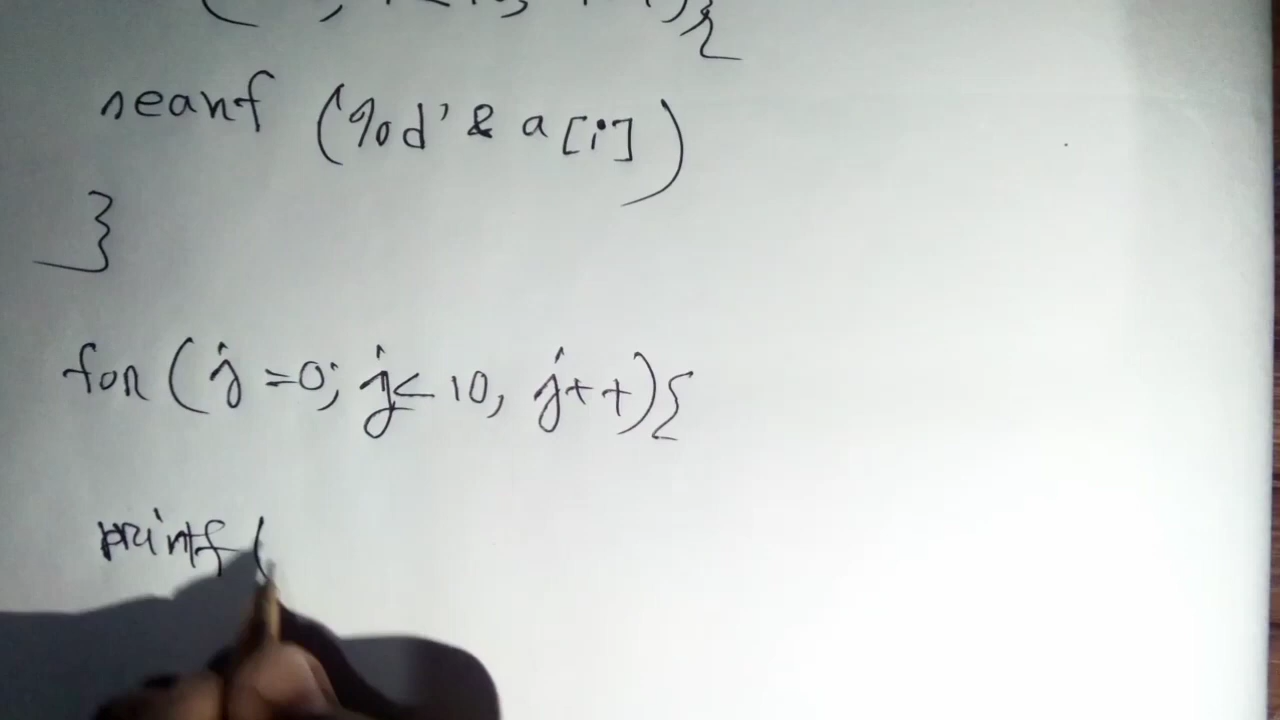 scanf (%d' & a[i])
}
for (j=0; j< 10, j++){
printf (